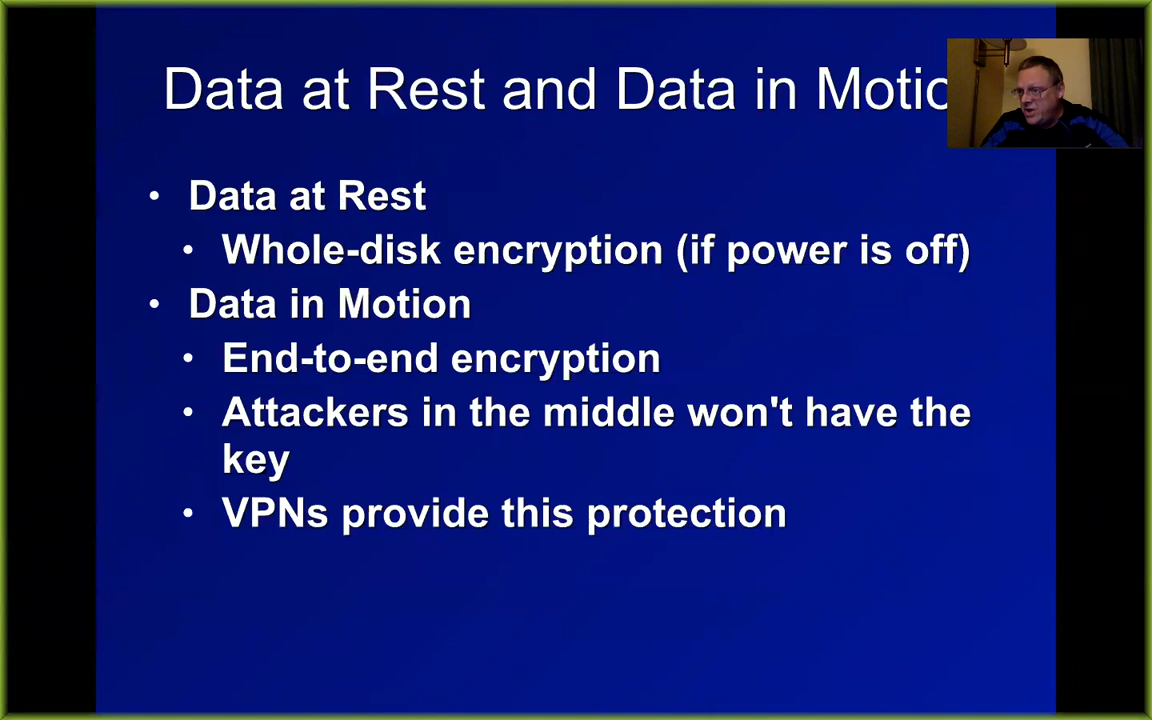 Data at Rest and Data in Motio
• Data at Rest
• Whole-disk encryption (if power is off)
• Data in Motion
• End-to-end encryption
• Attackers in the middle won't have the
key
• VPNs provide this protection